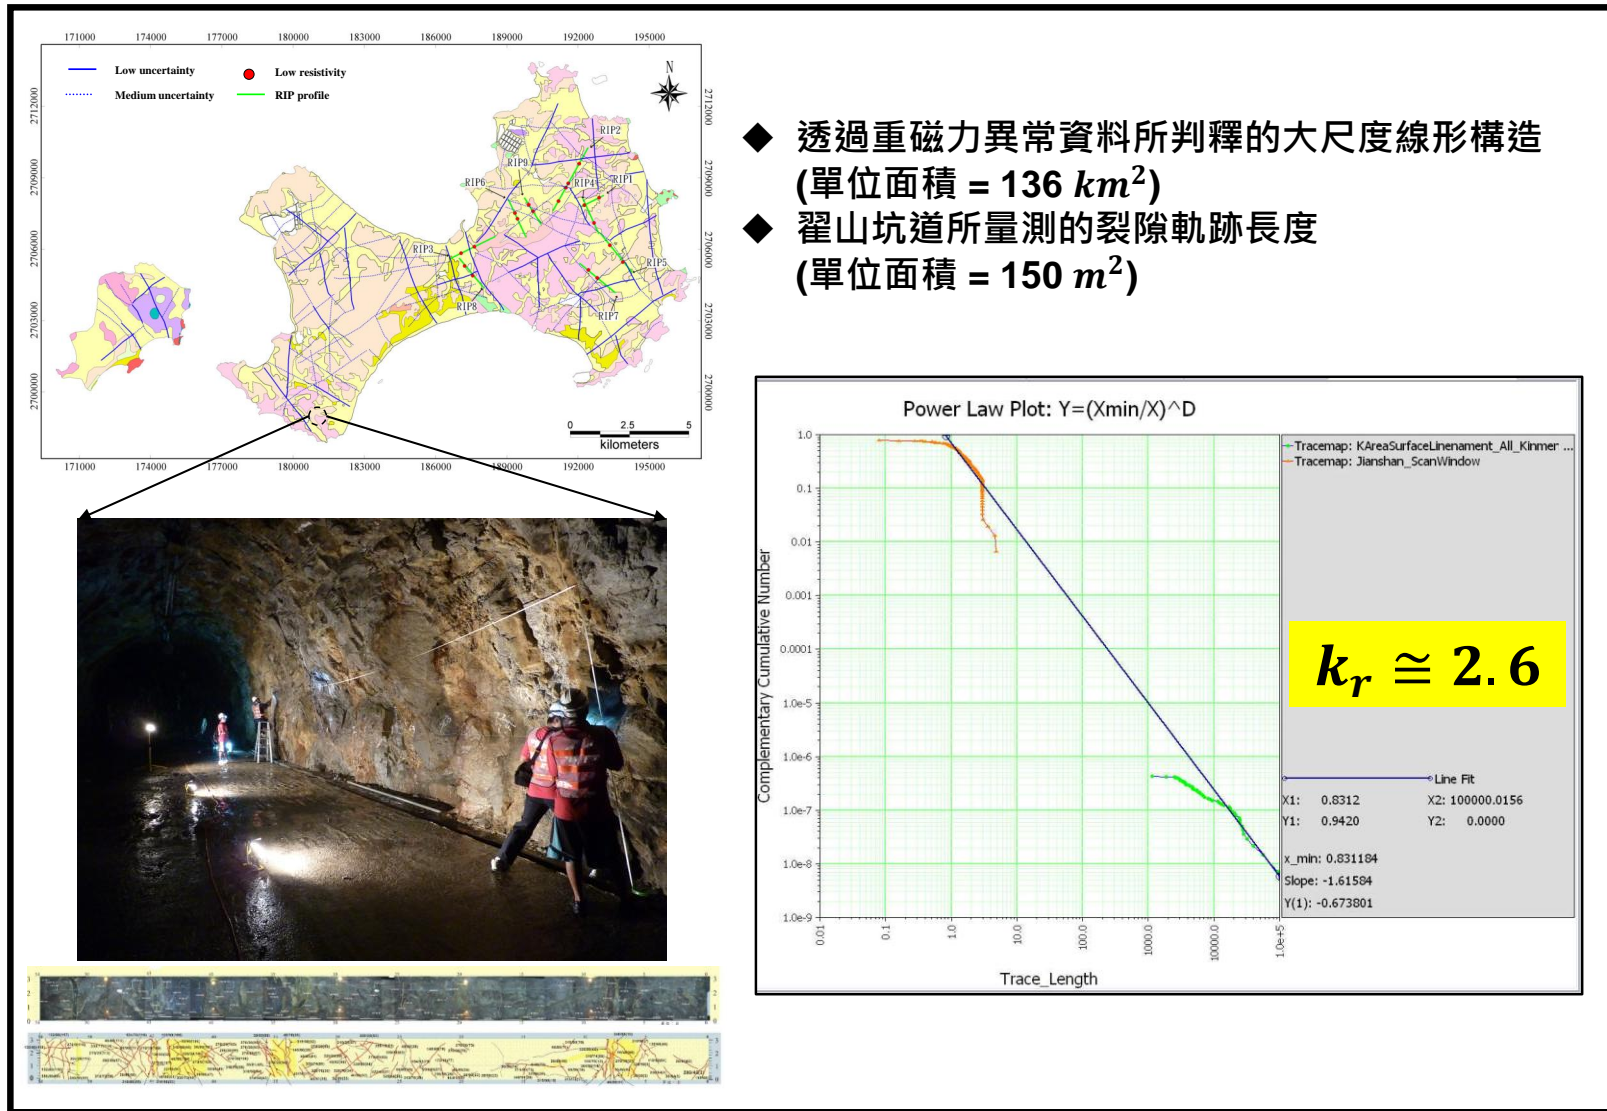 171000 174000 177000 180000 183000 186000 189000 192000 195000
Low uncertainty
Low resistivity
Medium uncertainty
RIP profile
N
2712000
2709000
2706000
2703000
2700000
2712000
2709000
2706000
2703000
2700000
RIP2
RIP9
RIP6
RIP4
RIP1
RIP3
RIP5
RIP8
RIP7
0 2.5 5
kilometers
171000 174000 177000 180000 183000 186000 189000 192000 195000
◆ 透過重磁力異常資料所判釋的大尺度線形構造
(單位面積 = 136 km²)
◆ 翟山坑道所量測的裂隙軌跡長度
(單位面積 = 150 m²)
Power Law Plot: Y=(Xmin/X)^D
Tracemap: KAreaSurfaceLinenament_All_Kinmer ...
Tracemap: Jianshan_ScanWindow
Complementary Cumulative Number
1.0
0.1
0.01
0.001
0.0001
1.0e-5
1.0e-6
1.0e-7
1.0e-8
1.0e-9
0.01 0.1 1.0 10.0 100.0 1000.0 10000.0 1.0e+5
Trace_Length
k_r ≅ 2.6
Line Fit
X1: 0.8312 X2: 100000.0156
Y1: 0.9420 Y2: 0.0000
x_min: 0.831184
Slope: -1.61584
Y(1): -0.673801